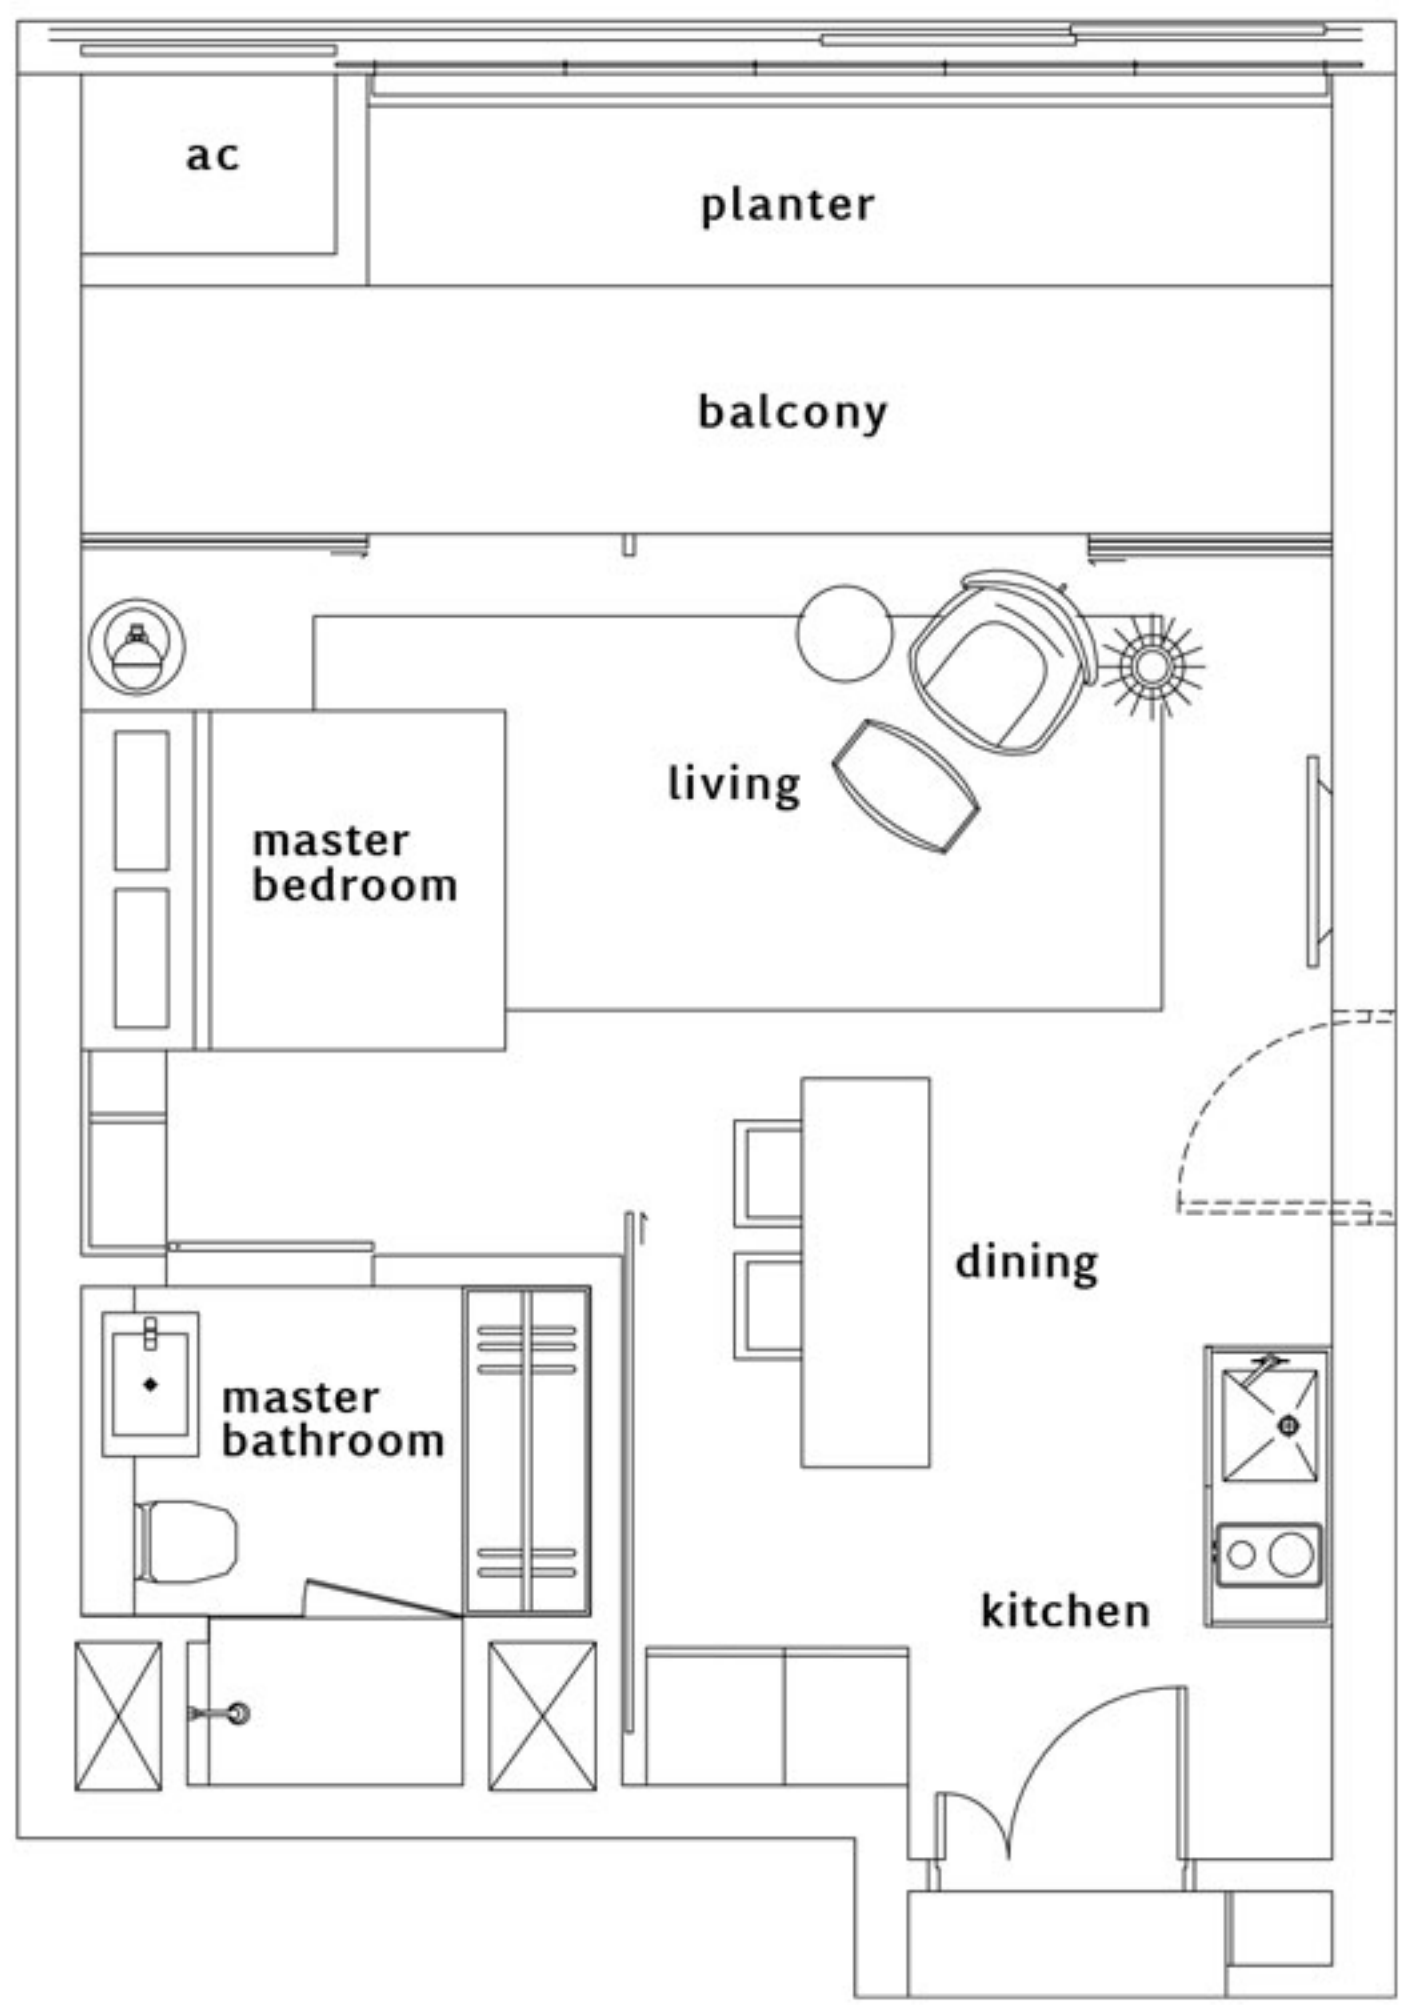 ac
planter
balcony
living
master
bedroom
dining
master
bathroom
kitchen